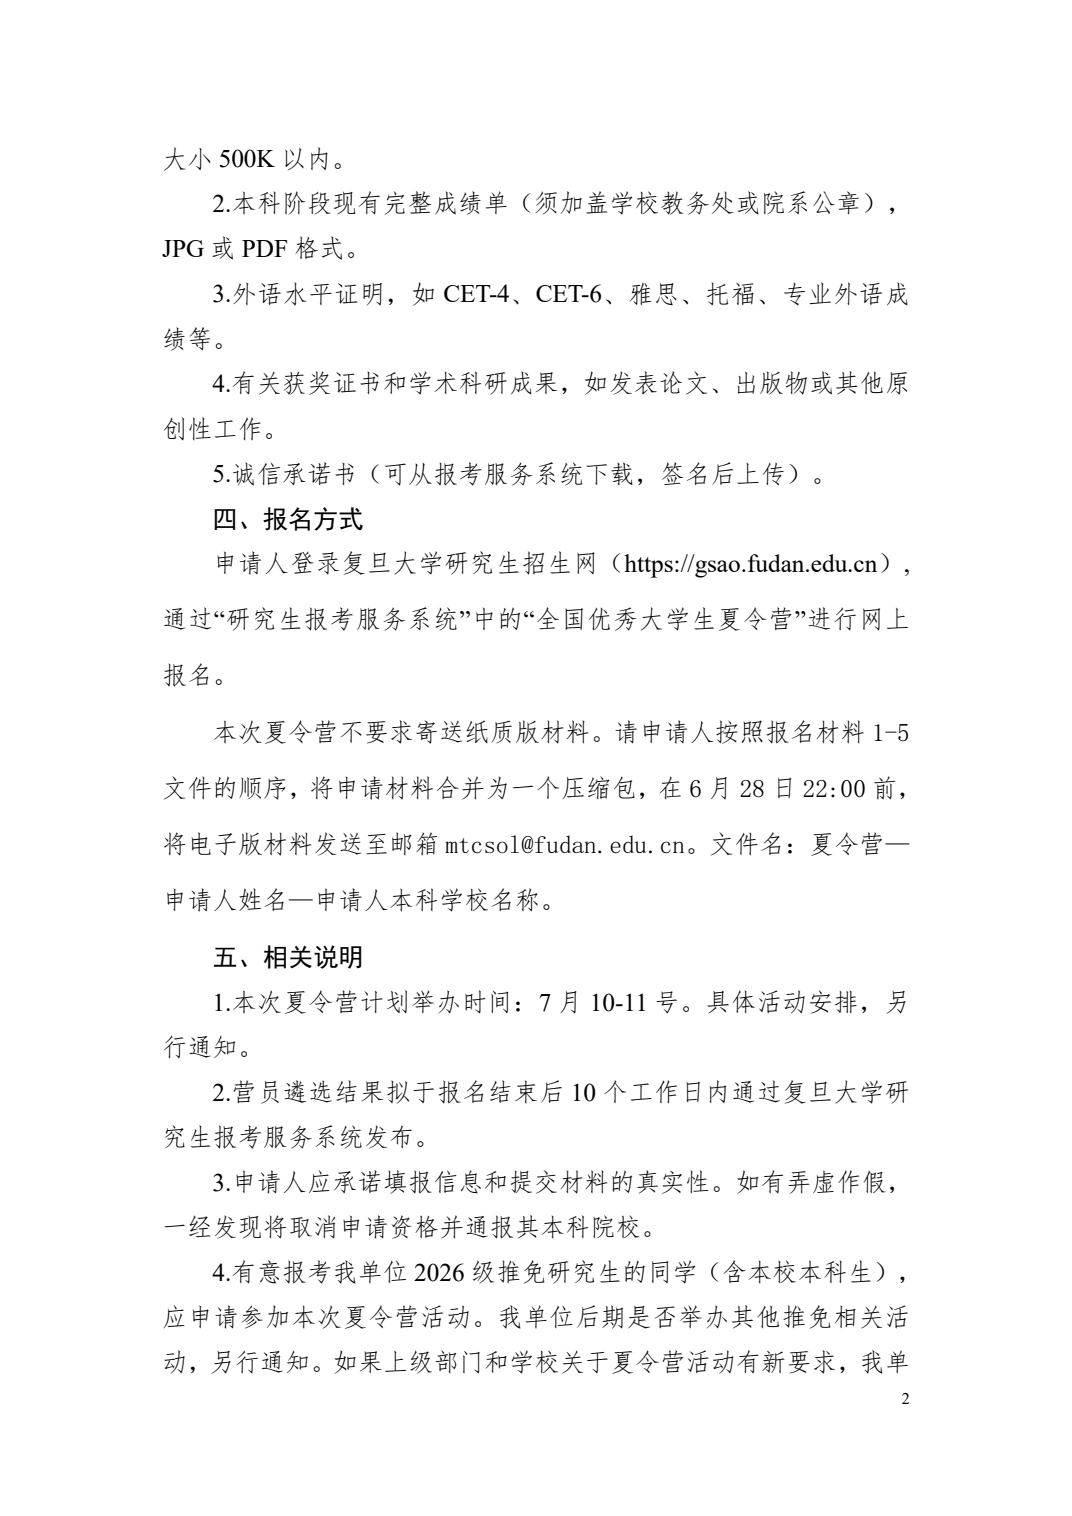 大小 500K 以内。
2.本科阶段现有完整成绩单（须加盖学校教务处或院系公章），
JPG 或 PDF 格式。
3.外语水平证明，如 CET-4、CET-6、雅思、托福、专业外语成
绩等。
4.有关获奖证书和学术科研成果，如发表论文、出版物或其他原
创性工作。
5.诚信承诺书（可从报考服务系统下载，签名后上传）。
四、报名方式
申请人登录复旦大学研究生招生网（https://gsao.fudan.edu.cn）,
通过“研究生报考服务系统”中的“全国优秀大学生夏令营”进行网上
报名。
本次夏令营不要求寄送纸质版材料。请申请人按照报名材料 1-5
文件的顺序，将申请材料合并为一个压缩包，在 6 月 28 日 22:00 前，
将电子版材料发送至邮箱 mtcsol@fudan.edu.cn。文件名：夏令营—
申请人姓名—申请人本科学校名称。
五、相关说明
1.本次夏令营计划举办时间：7 月 10-11 号。具体活动安排，另
行通知。
2.营员遴选结果拟于报名结束后 10 个工作日内通过复旦大学研
究生报考服务系统发布。
3.申请人应承诺填报信息和提交材料的真实性。如有弄虚作假，
一经发现将取消申请资格并通报其本科院校。
4.有意报考我单位 2026 级推免研究生的同学（含本校本科生），
应申请参加本次夏令营活动。我单位后期是否举办其他推免相关活
动，另行通知。如果上级部门和学校关于夏令营活动有新要求，我单
2